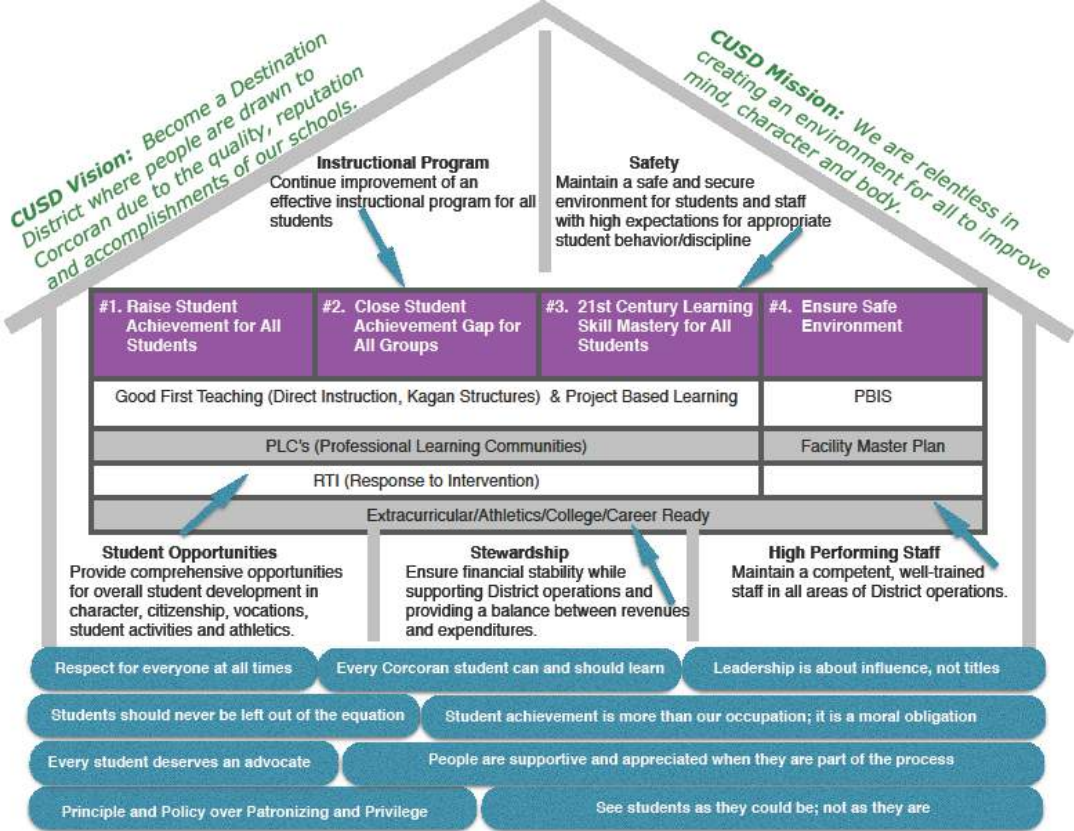 CUSD Vision: Become a Destination
District where people are drawn to
Corcoran due to the quality, reputation
and accomplishments of our schools.
CUSD Mission: We are relentless in
creating an environment for all to improve
mind, character and body.
Instructional Program
Continue improvement of an
effective instructional program for all
students
Safety
Maintain a safe and secure
environment for students and staff
with high expectations for appropriate
student behavior/discipline
#1. Raise Student
Achievement for All
Students
#2. Close Student
Achievement Gap for
All Groups
#3. 21st Century Learning
Skill Mastery for All
Students
#4. Ensure Safe
Environment
Good First Teaching (Direct Instruction, Kagan Structures) & Project Based Learning
PBIS
PLC's (Professional Learning Communities)
Facility Master Plan
RTI (Response to Intervention)
Extracurricular/Athletics/College/Career Ready
Student Opportunities
Provide comprehensive opportunities
for overall student development in
character, citizenship, vocations,
student activities and athletics.
Stewardship
Ensure financial stability while
supporting District operations and
providing a balance between revenues
and expenditures.
High Performing Staff
Maintain a competent, well-trained
staff in all areas of District operations.
Respect for everyone at all times
Every Corcoran student can and should learn
Leadership is about influence, not titles
Students should never be left out of the equation
Student achievement is more than our occupation; it is a moral obligation
Every student deserves an advocate
People are supportive and appreciated when they are part of the process
Principle and Policy over Patronizing and Privilege
See students as they could be; not as they are